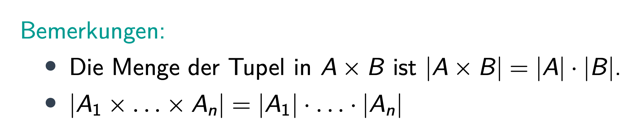 Bemerkungen:
• Die Menge der Tupel in A × B ist |A × B| = |A| · |B|.
• |A₁ × … × Aₙ| = |A₁| · … · |Aₙ|